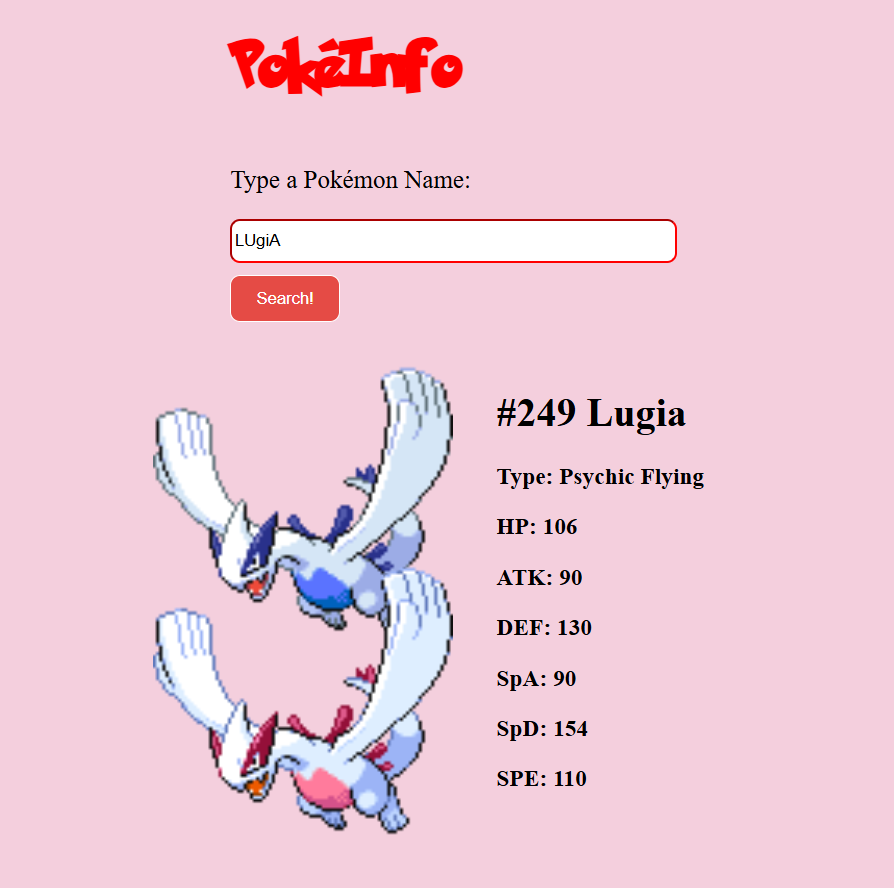 PokéInfo
Type a Pokémon Name:
LUgiA
Search!
#249 Lugia
Type: Psychic Flying
HP: 106
ATK: 90
DEF: 130
SpA: 90
SpD: 154
SPE: 110